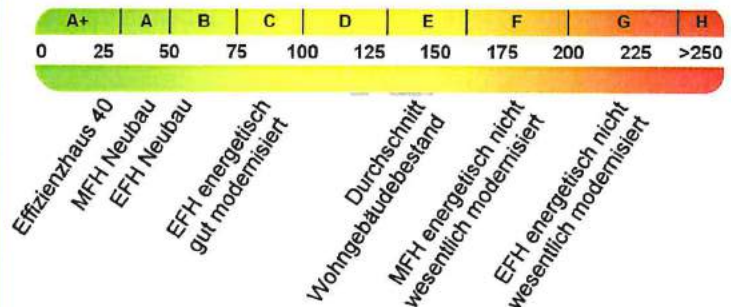 A+ A B C D E F G H
0 25 50 75 100 125 150 175 200 225 >250
Effizienzhaus 40
MFH Neubau
EFH Neubau
EFH energetisch
gut modernisiert
Durchschnitt
Wohngebäudebestand
MFH energetisch nicht
wesentlich modernisiert
EFH energetisch nicht
wesentlich modernisiert